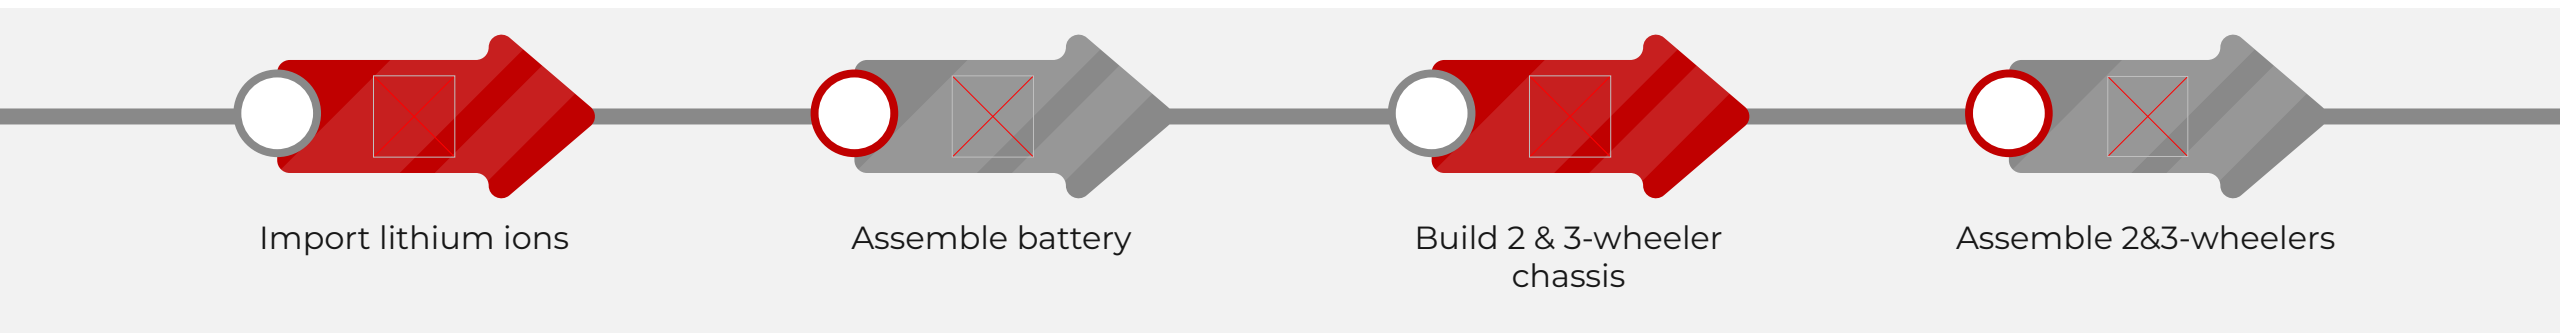 Import lithium ions
Assemble battery
Build 2 & 3-wheeler
chassis
Assemble 2&3-wheelers